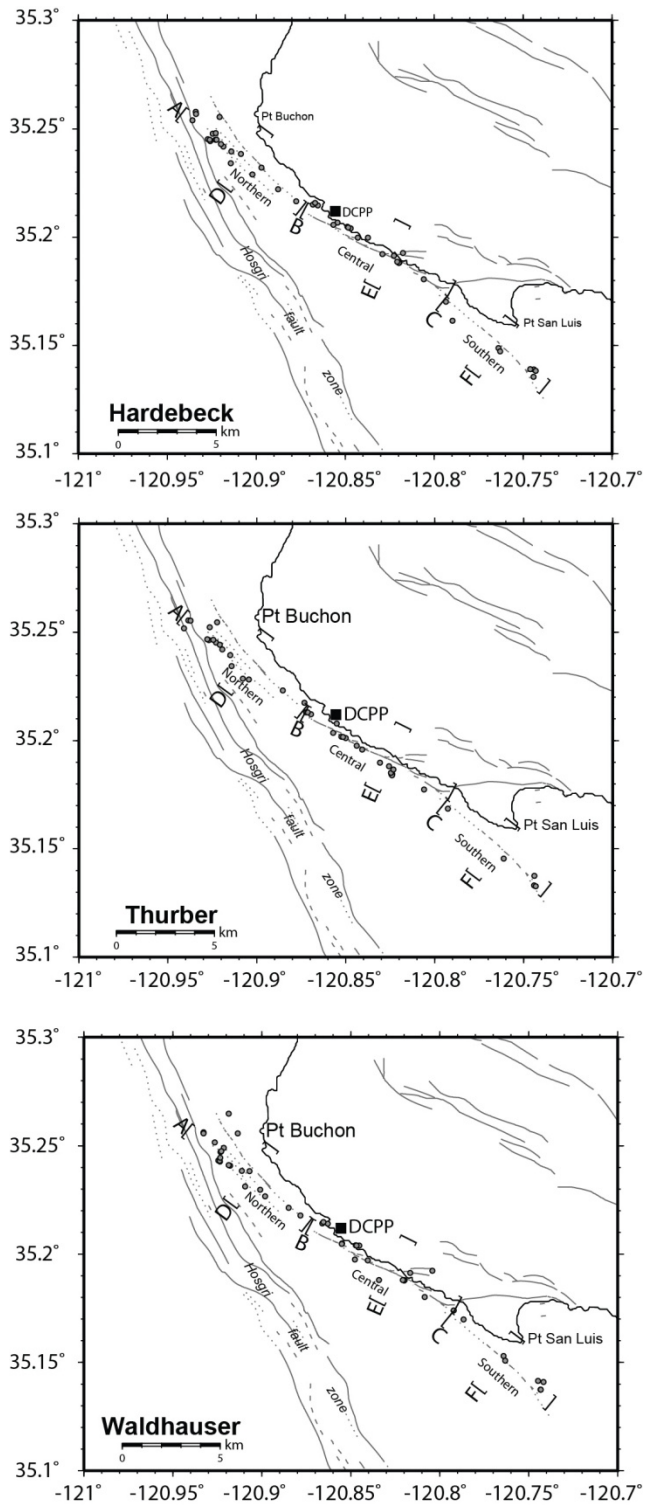 35.3°
A
Pt Buchon
35.25°
D
Northern
DCPP
B
35.2°
Central
E
Hosgri
C
fault
Southern
Pt San Luis
35.15°
F
zone
Hardebeck
0 5 km
35.1°
-121° -120.95° -120.9° -120.85° -120.8° -120.75° -120.7°
35.3°
A
Pt Buchon
35.25°
D
Northern
DCPP
B
35.2°
Central
E
Hosgri
C
fault
Southern
Pt San Luis
35.15°
F
zone
Thurber
0 5 km
35.1°
-121° -120.95° -120.9° -120.85° -120.8° -120.75° -120.7°
35.3°
A
Pt Buchon
35.25°
D
Northern
DCPP
B
35.2°
Central
E
Hosgri
C
fault
Southern
Pt San Luis
35.15°
F
zone
Waldhauser
0 5 km
35.1°
-121° -120.95° -120.9° -120.85° -120.8° -120.75° -120.7°